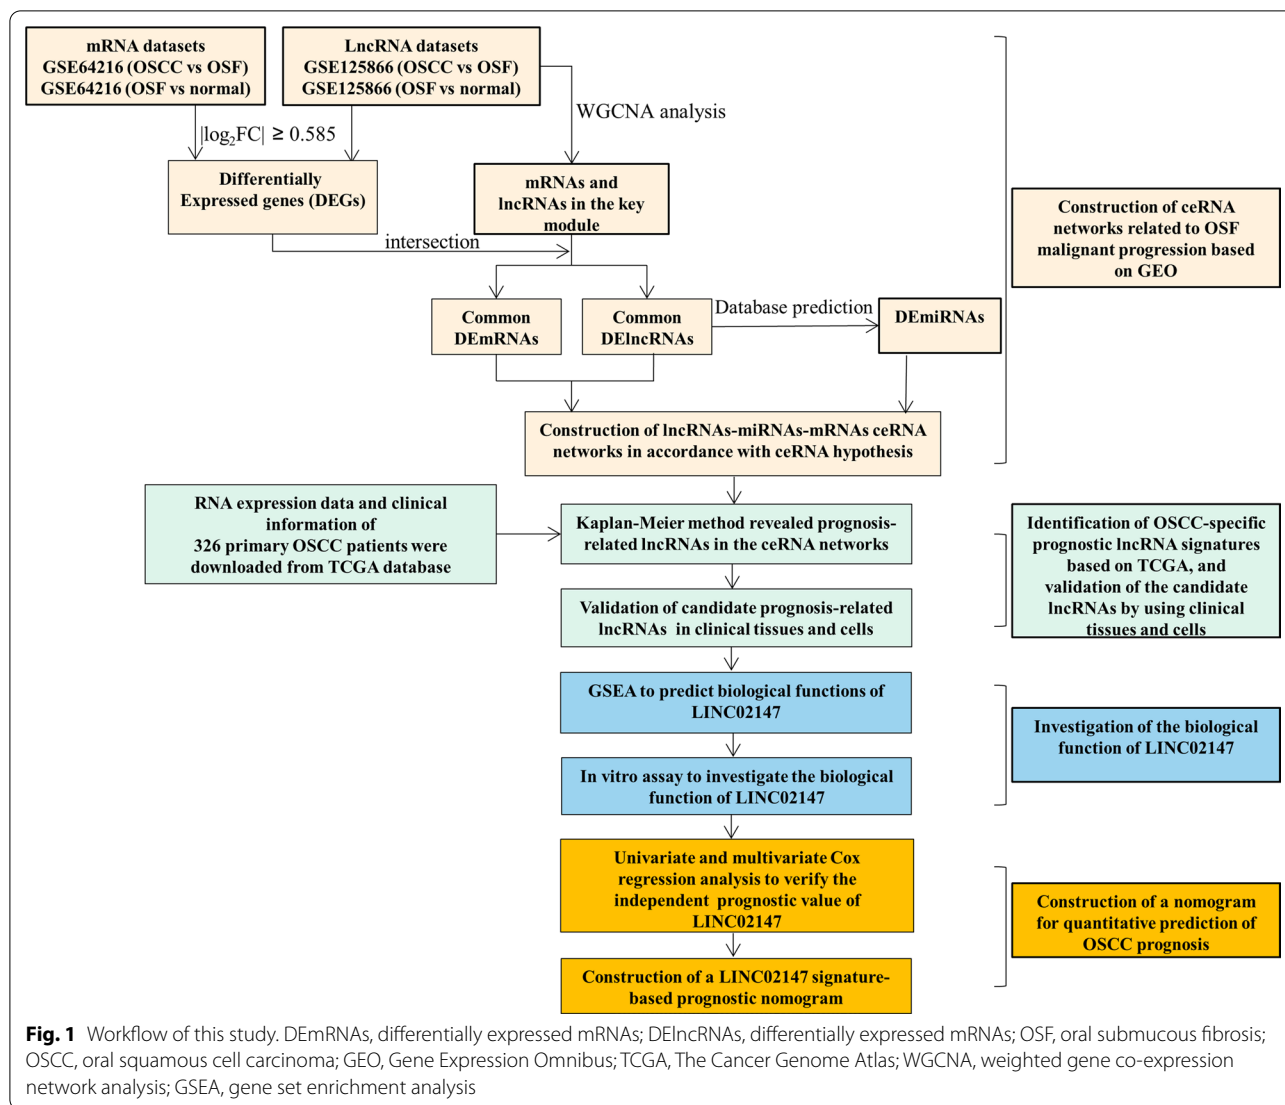 mRNA datasets
GSE64216 (OSCC vs OSF)
GSE64216 (OSF vs normal)
LncRNA datasets
GSE125866 (OSCC vs OSF)
GSE125866 (OSF vs normal)
WGCNA analysis
|log₂FC| ≥ 0.585
Differentially
Expressed genes (DEGs)
mRNAs and
lncRNAs in the key
module
intersection
Construction of ceRNA
networks related to OSF
malignant progression based
on GEO
Common
DEmRNAs
Common
DElncRNAs
Database prediction
DEmiRNAs
Construction of lncRNAs-miRNAs-mRNAs ceRNA
networks in accordance with ceRNA hypothesis
RNA expression data and clinical
information of
326 primary OSCC patients were
downloaded from TCGA database
Kaplan-Meier method revealed prognosis-
related lncRNAs in the ceRNA networks
Validation of candidate prognosis-related
lncRNAs in clinical tissues and cells
Identification of OSCC-specific
prognostic lncRNA signatures
based on TCGA, and
validation of the candidate
lncRNAs by using clinical
tissues and cells
GSEA to predict biological functions of
LINC02147
In vitro assay to investigate the biological
function of LINC02147
Investigation of the biological
function of LINC02147
Univariate and multivariate Cox
regression analysis to verify the
independent prognostic value of
LINC02147
Construction of a LINC02147 signature-
based prognostic nomogram
Construction of a nomogram
for quantitative prediction of
OSCC prognosis
Fig. 1 Workflow of this study. DEmRNAs, differentially expressed mRNAs; DElncRNAs, differentially expressed mRNAs; OSF, oral submucous fibrosis;
OSCC, oral squamous cell carcinoma; GEO, Gene Expression Omnibus; TCGA, The Cancer Genome Atlas; WGCNA, weighted gene co-expression
network analysis; GSEA, gene set enrichment analysis